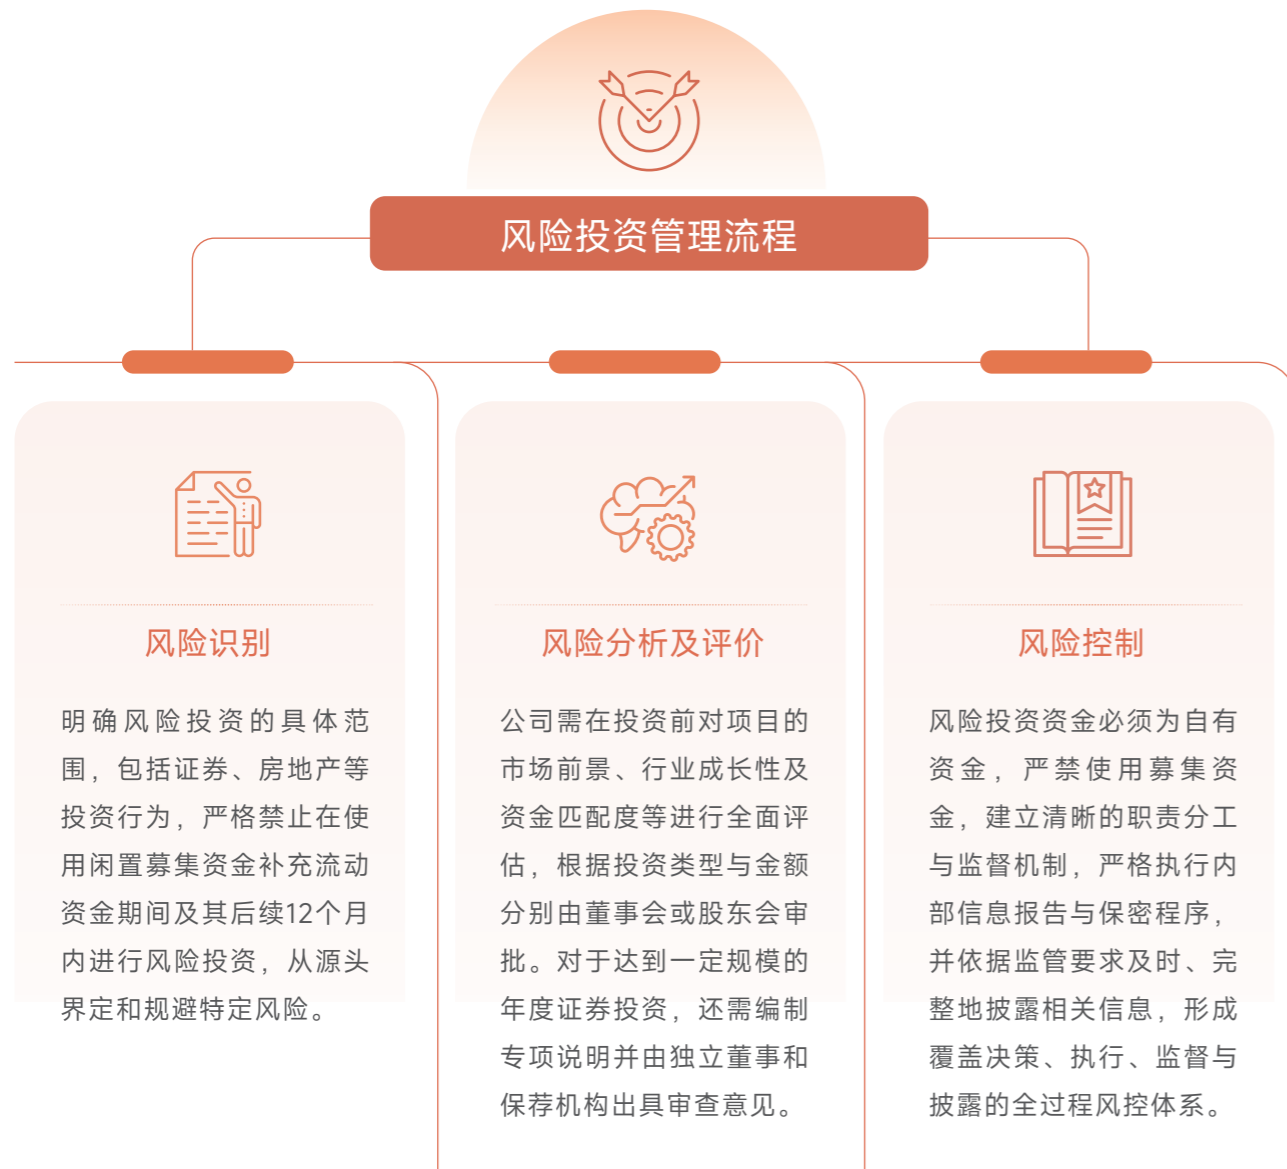 风险投资管理流程
风险识别
明确风险投资的具体范
围，包括证券、房地产等
投资行为，严格禁止在使
用闲置募集资金补充流动
资金期间及其后续12个月
内进行风险投资，从源头
界定和规避特定风险。
风险分析及评价
公司需在投资前对项目的
市场前景、行业成长性及
资金匹配度等进行全面评
估，根据投资类型与金额
分别由董事会或股东会审
批。对于达到一定规模的
年度证券投资，还需编制
专项说明并由独立董事和
保荐机构出具审查意见。
风险控制
风险投资资金必须为自有
资金，严禁使用募集资
金，建立清晰的职责分工
与监督机制，严格执行内
部信息报告与保密程序，
并依据监管要求及时、完
整地披露相关信息，形成
覆盖决策、执行、监督与
披露的全过程风控体系。